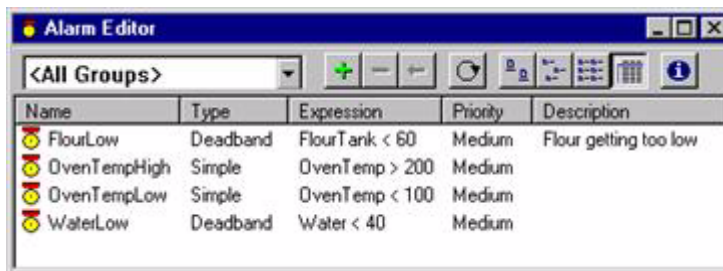 Alarm Editor
<All Groups>
Name Type Expression Priority Description
FlourLow Deadband FlourTank < 60 Medium Flour getting too low
OvenTempHigh Simple OvenTemp > 200 Medium
OvenTempLow Simple OvenTemp < 100 Medium
WaterLow Deadband Water < 40 Medium